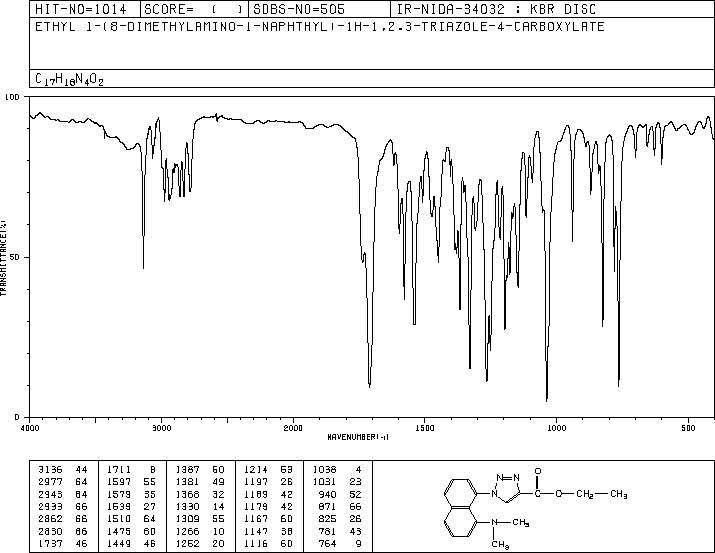 HIT-NO=1014 SCORE= ( ) SDBS-NO=505 IR-NIDA-34032 : KBR DISC
ETHYL 1-(8-DIMETHYLAMINO-1-NAPHTHYL)-1H-1,2,3-TRIAZOLE-4-CARBOXYLATE
C17H18N4O2
100
50
0
TRANSMITTANCE(%)
4000 3000 2000 1500 1000 500
WAVENUMBER(-1)
3136 44 1711 8 1387 50 1214 53 1038 4
2977 64 1597 55 1381 49 1197 26 1031 23
2943 64 1579 35 1368 32 1189 42 940 52
2933 66 1539 27 1330 14 1179 42 871 66
2862 66 1510 64 1309 55 1167 60 825 26
2830 66 1475 60 1266 10 1147 38 781 43
1737 46 1449 46 1252 20 1116 60 764 9
O
N N
N C O CH2 CH3
N CH3
CH3